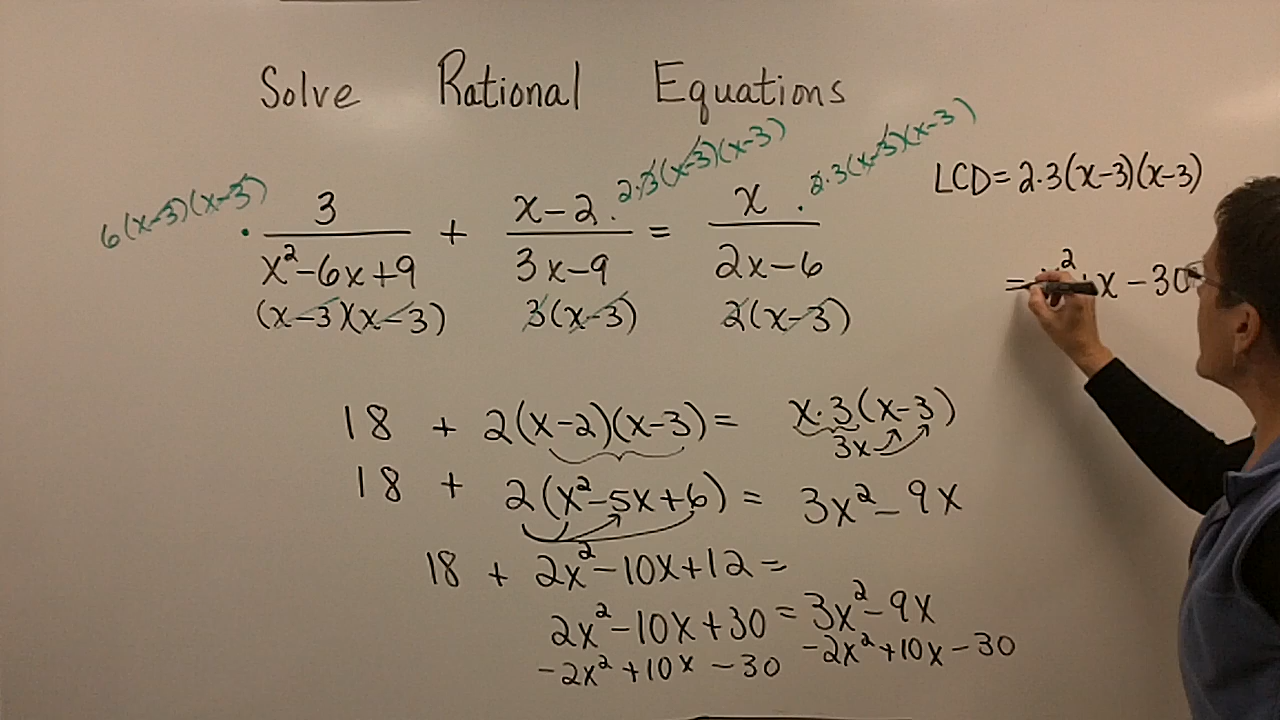 Solve Rational Equations
6(x-3)(x-3) · 3 / x²-6x+9 + x-2 / 3x-9 · 2·3(x-3)(x-3) = x / 2x-6 · 2·3(x-3)(x-3)
(x-3)(x-3) 3(x-3) 2(x-3)
LCD=2·3(x-3)(x-3)
= x²+x-30
18 + 2(x-2)(x-3)= x·3(x-3)
3x
18 + 2(x²-5x+6) = 3x²-9x
18 + 2x²-10x+12=
2x²-10x+30 = 3x²-9x
-2x²+10x-30 -2x²+10x-30